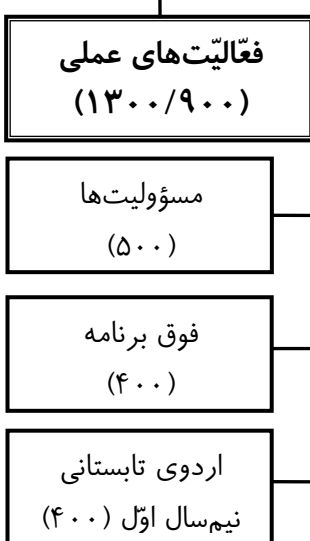 فعّالیّت‌های عملی
(۱۳۰۰/۹۰۰)
مسؤولیت‌ها
(۵۰۰)
فوق برنامه
(۴۰۰)
اردوی تابستانی
نیم‌سال اوّل (۴۰۰)